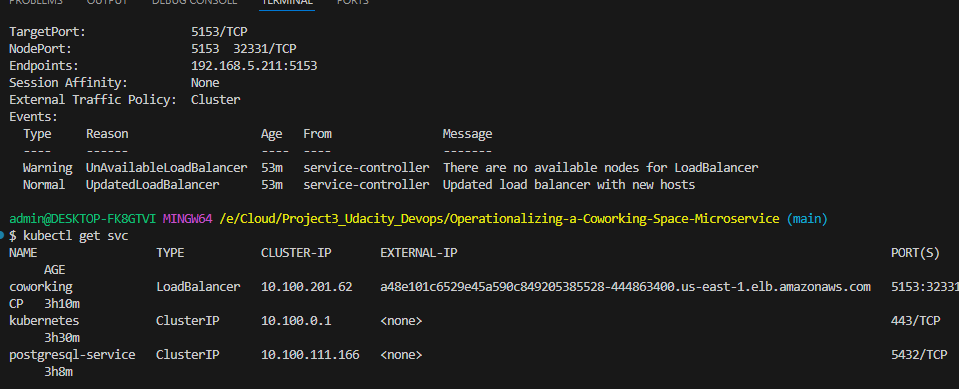 PROBLEMS OUTPUT DEBUG CONSOLE TERMINAL PORTS
TargetPort: 5153/TCP
NodePort: 5153 32331/TCP
Endpoints: 192.168.5.211:5153
Session Affinity: None
External Traffic Policy: Cluster
Events:
Type Reason Age From Message
---- ------ ---- ---- -------
Warning UnAvailableLoadBalancer 53m service-controller There are no available nodes for LoadBalancer
Normal UpdatedLoadBalancer 53m service-controller Updated load balancer with new hosts
admin@DESKTOP-FK8GTVI MINGW64 /e/Cloud/Project3_Udacity_Devops/Operationalizing-a-Coworking-Space-Microservice (main)
$ kubectl get svc
NAME TYPE CLUSTER-IP EXTERNAL-IP PORT(S)
AGE
coworking LoadBalancer 10.100.201.62 a48e101c6529e45a590c849205385528-444863400.us-east-1.elb.amazonaws.com 5153:32331
CP 3h10m
kubernetes ClusterIP 10.100.0.1 <none> 443/TCP
3h30m
postgresql-service ClusterIP 10.100.111.166 <none> 5432/TCP
3h8m